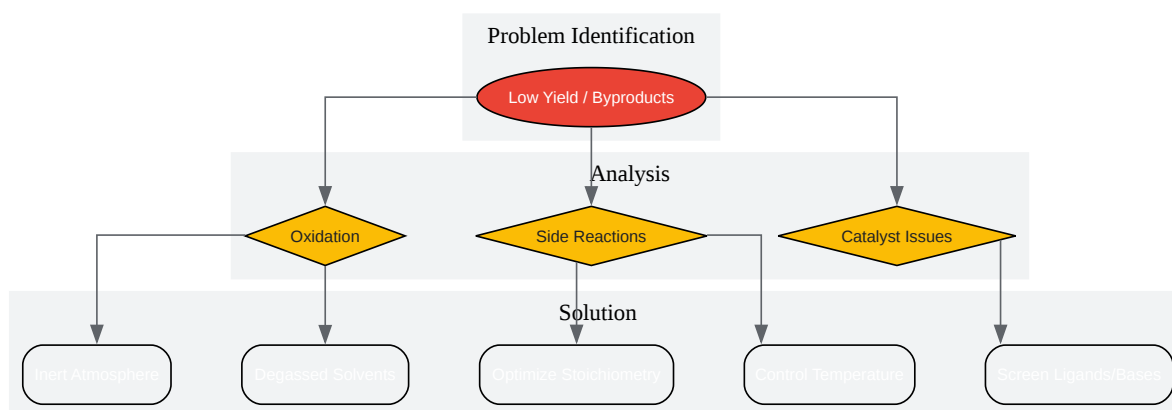 Problem Identification
Low Yield / Byproducts
Analysis
Oxidation
Side Reactions
Catalyst Issues
Solution
Inert Atmosphere
Degassed Solvents
Optimize Stoichiometry
Control Temperature
Screen Ligands/Bases